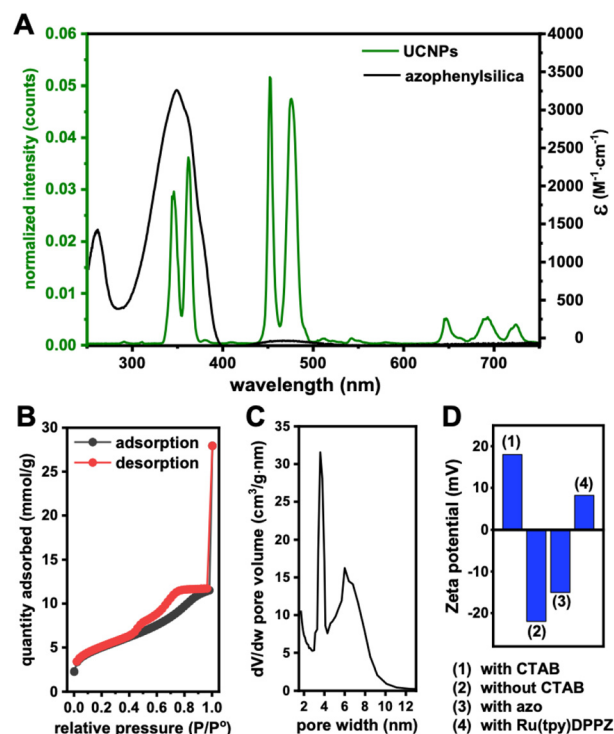 A
UCNPs
azophenylsilica
normalized intensity (counts)
0.06
0.05
0.04
0.03
0.02
0.01
0.00
4000
3500
3000
2500
2000
1500
1000
500
0
ε (M⁻¹·cm⁻¹)
300 400 500 600 700
wavelength (nm)
B
adsorption
desorption
quantity adsorbed (mmol/g)
30
25
20
15
10
5
0
0.0 0.2 0.4 0.6 0.8 1.0
relative pressure (P/P°)
C
dV/dw pore volume (cm³/g·nm)
35
30
25
20
15
10
5
0
2 4 6 8 10 12
pore width (nm)
D
Zeta potential (mV)
20
10
0
-10
-20
(1)
(2)
(3)
(4)
(1) with CTAB
(2) without CTAB
(3) with azo
(4) with Ru(tpy)DPPZ